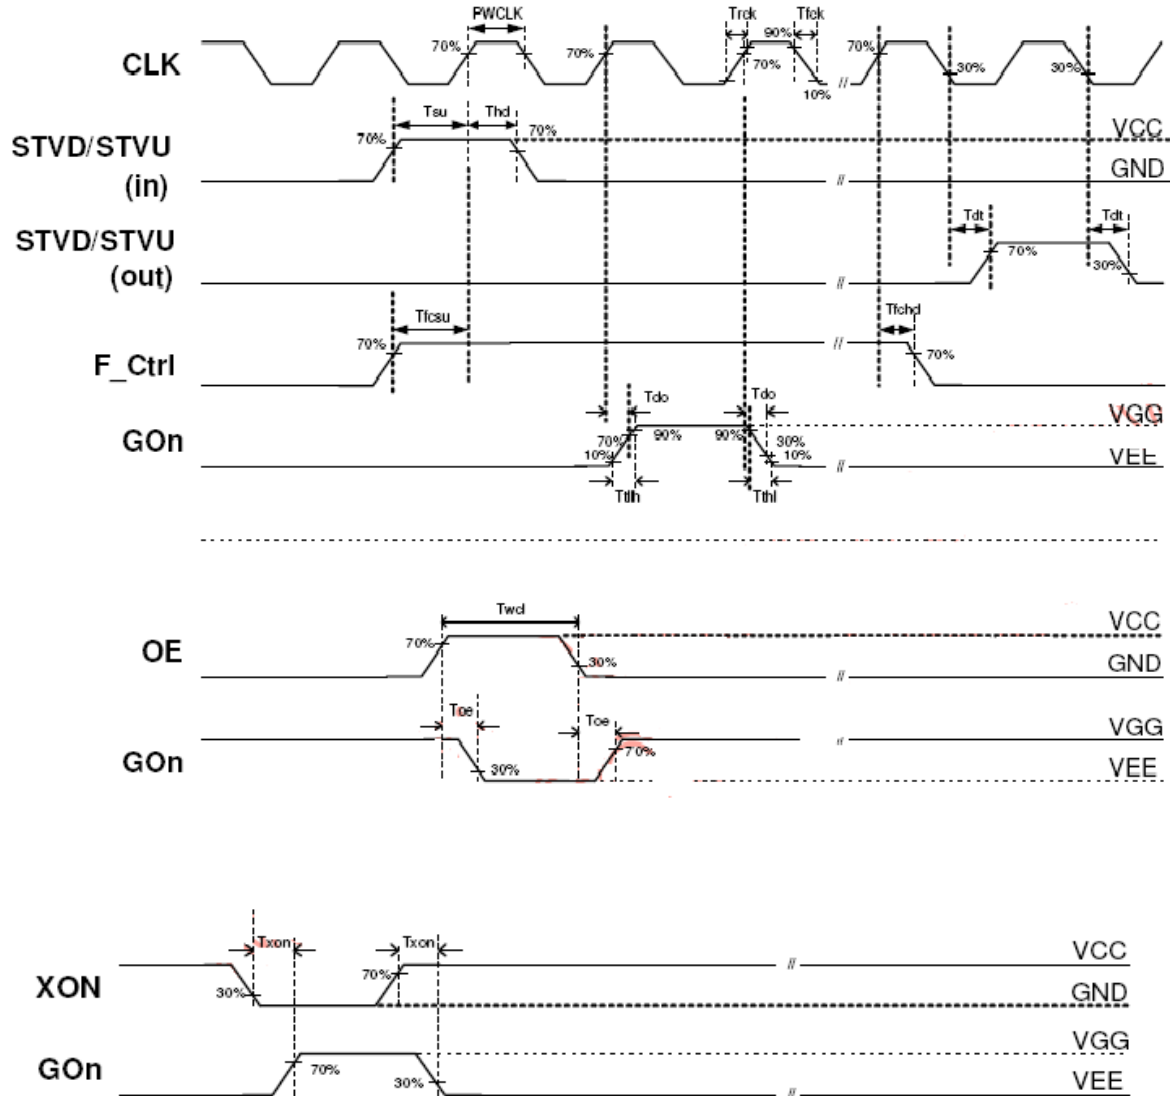 PWCLK Trck Tfck
70% 70% 90% 70% 10% 70% 30% 30%
CLK
Tsu Thd
70% 70%
STVD/STVU
(in)
VCC
GND
STVD/STVU
(out)
Tdt Tdt
70% 30%
Tfcsu Tfchd
70% 70%
F_Ctrl
Tdo Tdo
GOn
70% 90% 90% 30%
10% 10%
VGG
VEE
Ttlh Tthl
Twcl
OE
70% 30%
VCC
GND
Toe Toe
GOn
30% 70%
VGG
VEE
Txon Txon
XON
30% 70%
VCC
GND
GOn
70% 30%
VGG
VEE